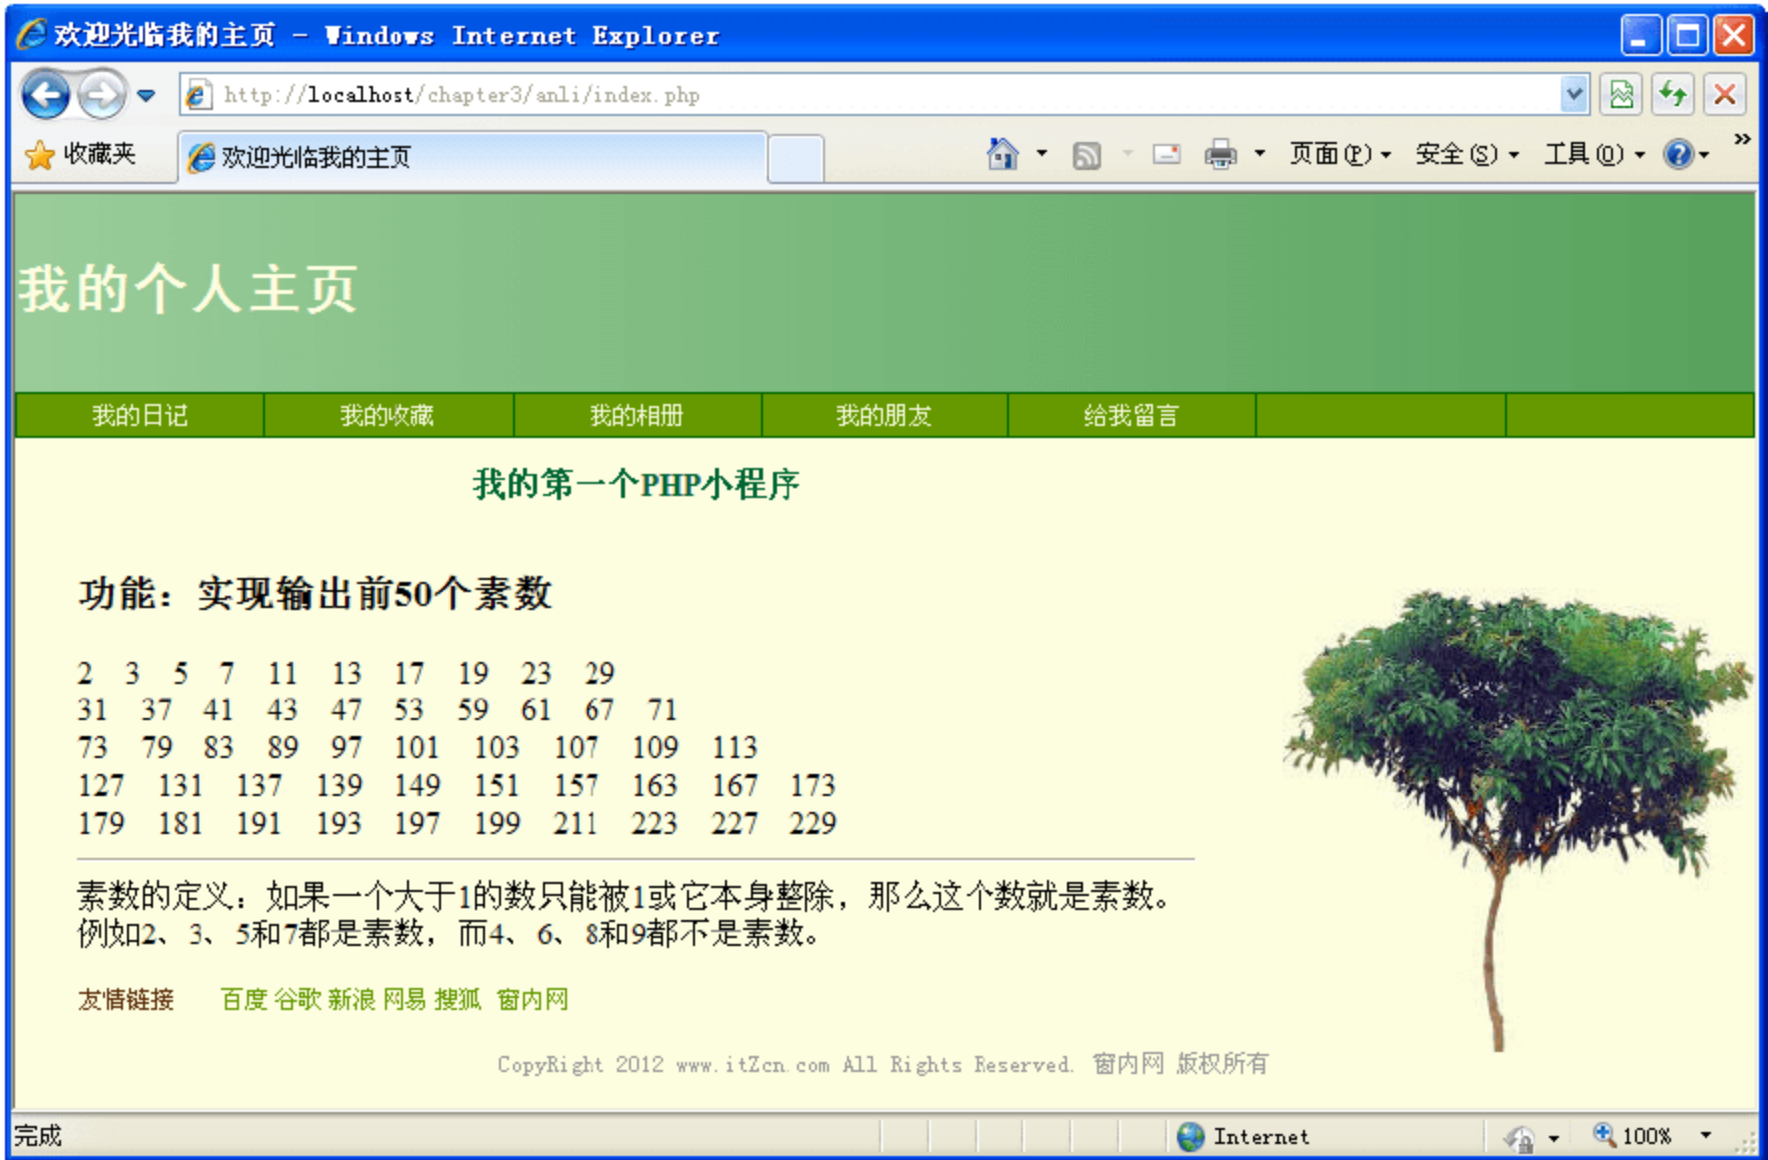 欢迎光临我的主页 - Windows Internet Explorer
http://localhost/chapter3/anli/index.php
收藏夹 欢迎光临我的主页 页面(P) 安全(S) 工具(O) »
我的个人主页
我的日记 我的收藏 我的相册 我的朋友 给我留言
我的第一个PHP小程序
功能：实现输出前50个素数
2 3 5 7 11 13 17 19 23 29
31 37 41 43 47 53 59 61 67 71
73 79 83 89 97 101 103 107 109 113
127 131 137 139 149 151 157 163 167 173
179 181 191 193 197 199 211 223 227 229
素数的定义：如果一个大于1的数只能被1或它本身整除，那么这个数就是素数。
例如2、3、5和7都是素数，而4、6、8和9都不是素数。
友情链接 百度 谷歌 新浪 网易 搜狐 窗内网
CopyRight 2012 www.itZcn.com All Rights Reserved. 窗内网 版权所有
完成 Internet 100%